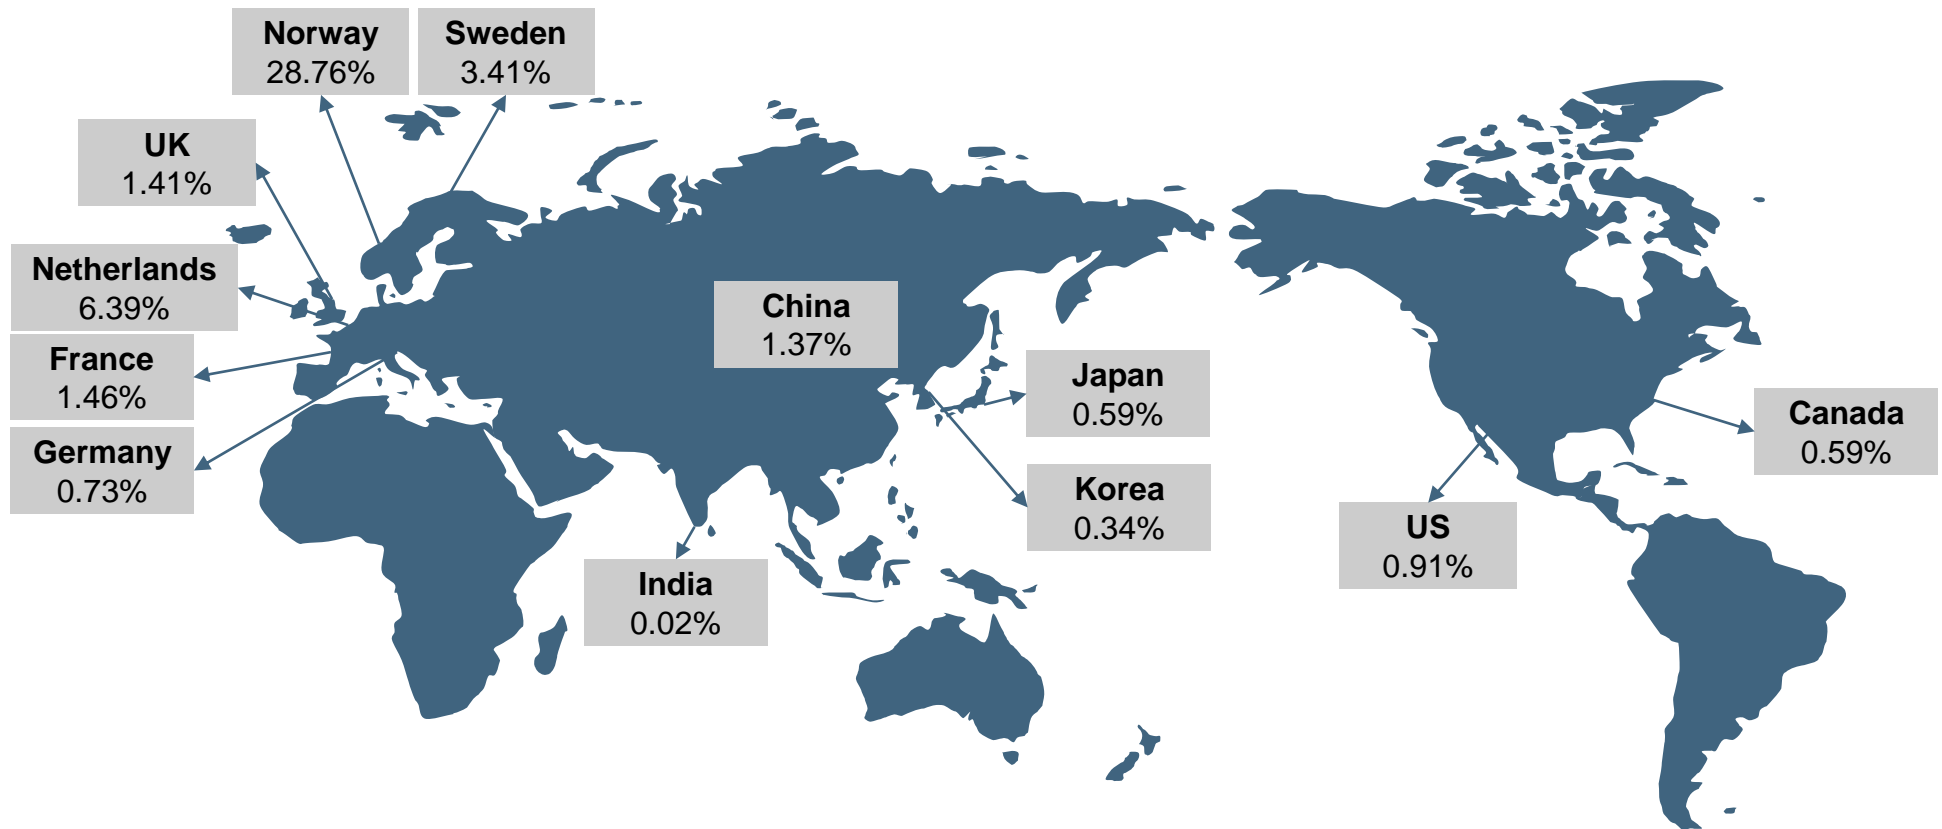 Norway
28.76%
Sweden
3.41%
UK
1.41%
Netherlands
6.39%
France
1.46%
Germany
0.73%
China
1.37%
Japan
0.59%
Korea
0.34%
India
0.02%
US
0.91%
Canada
0.59%